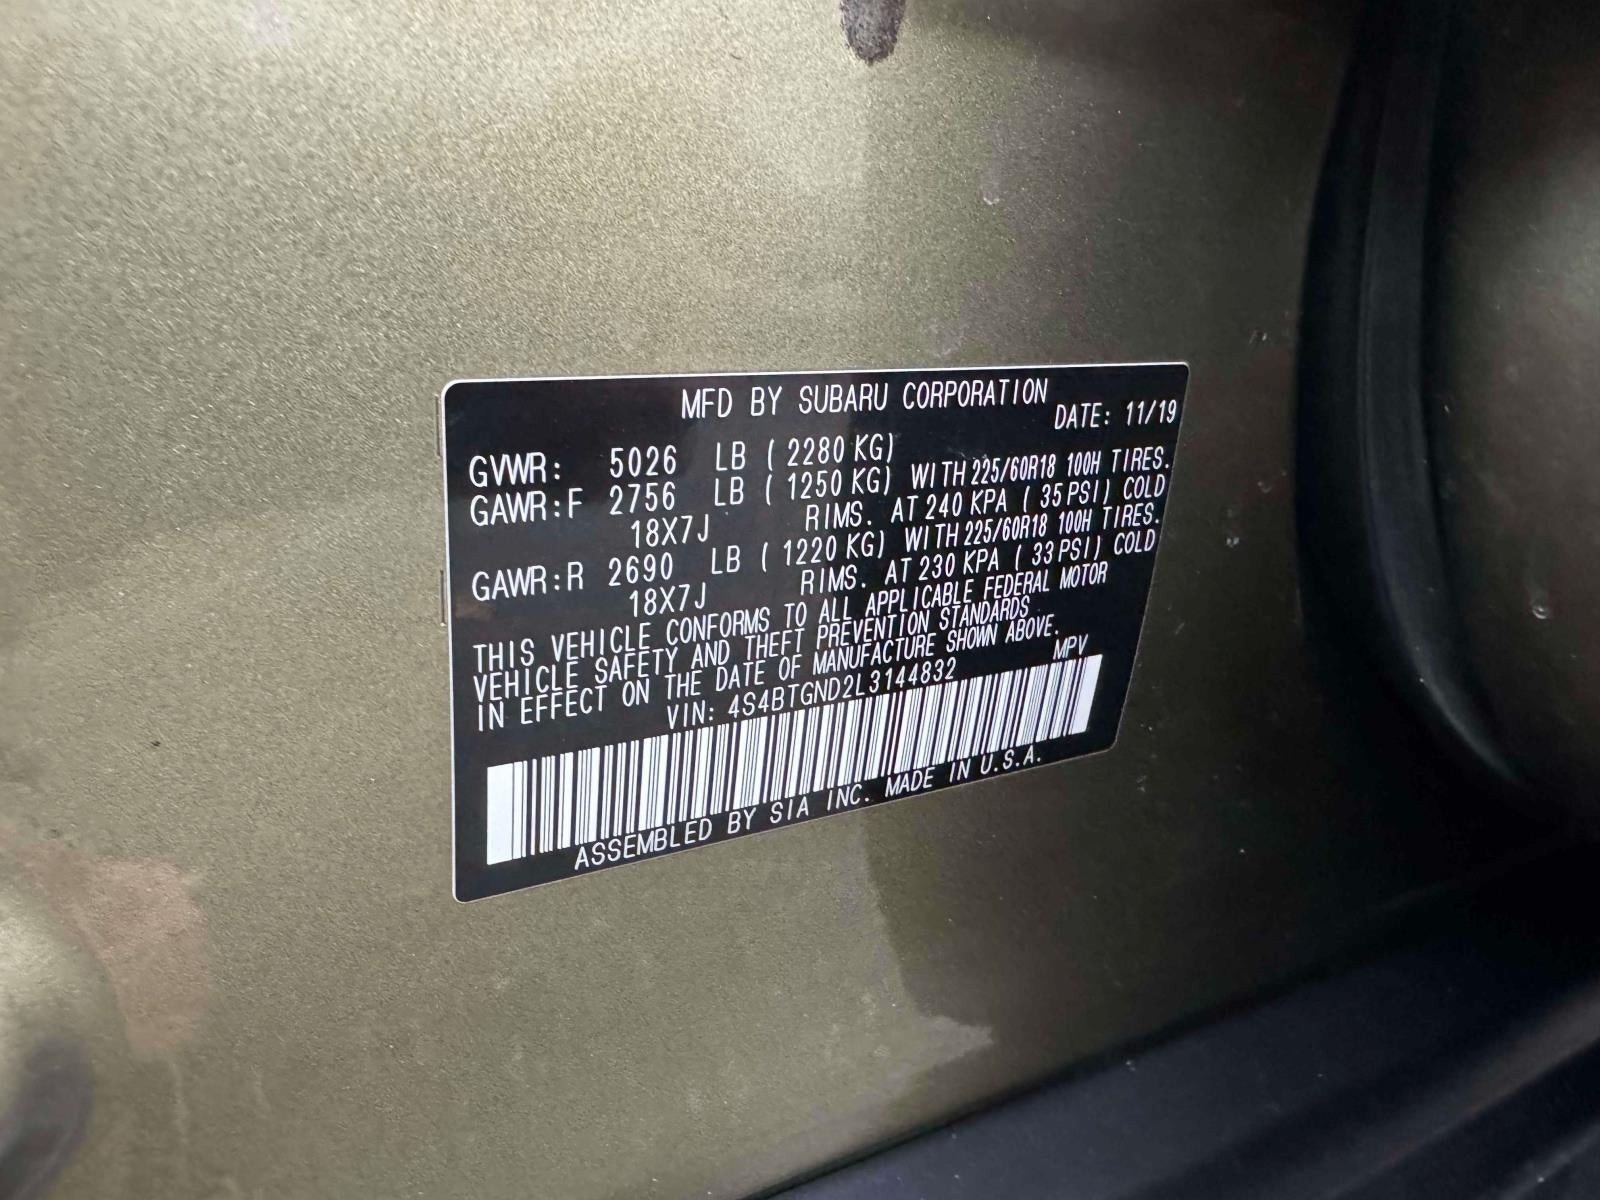 MFD BY SUBARU CORPORATION
DATE: 11/19
GVWR: 5026 LB ( 2280 KG)
GAWR:F 2756 LB ( 1250 KG) WITH 225/60R18 100H TIRES.
18X7J RIMS. AT 240 KPA ( 35 PSI) COLD
GAWR:R 2690 LB ( 1220 KG) WITH 225/60R18 100H TIRES.
18X7J RIMS. AT 230 KPA ( 33 PSI) COLD
THIS VEHICLE CONFORMS TO ALL APPLICABLE FEDERAL MOTOR
VEHICLE SAFETY AND THEFT PREVENTION STANDARDS
IN EFFECT ON THE DATE OF MANUFACTURE SHOWN ABOVE.
VIN: 4S4BTGND2L3144832 MPV
ASSEMBLED BY SIA INC. MADE IN U.S.A.